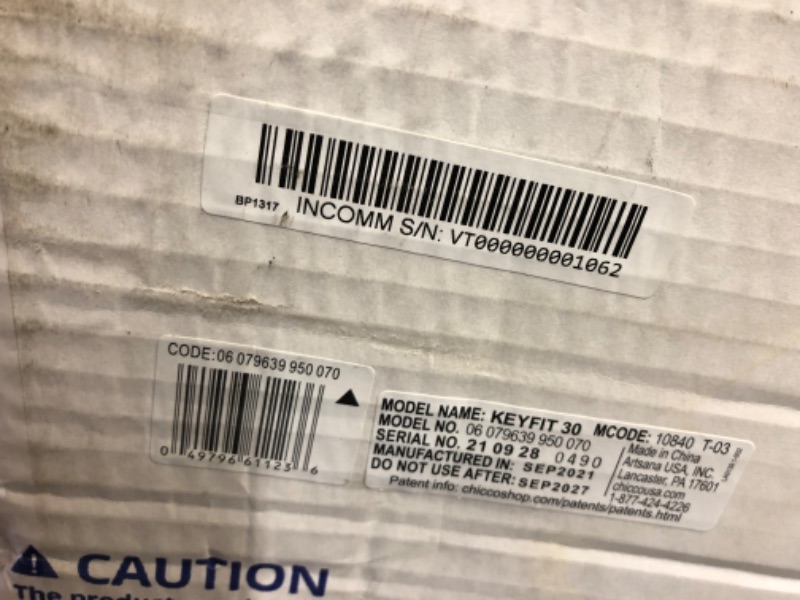 BP1317 INCOMM S/N: VT000000001062
CODE:06 079639 950 070
0 49796 61123 6
MODEL NAME: KEYFIT 30 MCODE: 10840 T-03
MODEL NO. 06 079639 950 070
SERIAL NO. 21 09 28 0490
MANUFACTURED IN: SEP2021
DO NOT USE AFTER: SEP2027
Made in China
Artsana USA, INC.
Lancaster, PA 17601
chiccousa.com
1-877-424-4226
Patent info: chiccoshop.com/patents/patents.html
CAUTION
The